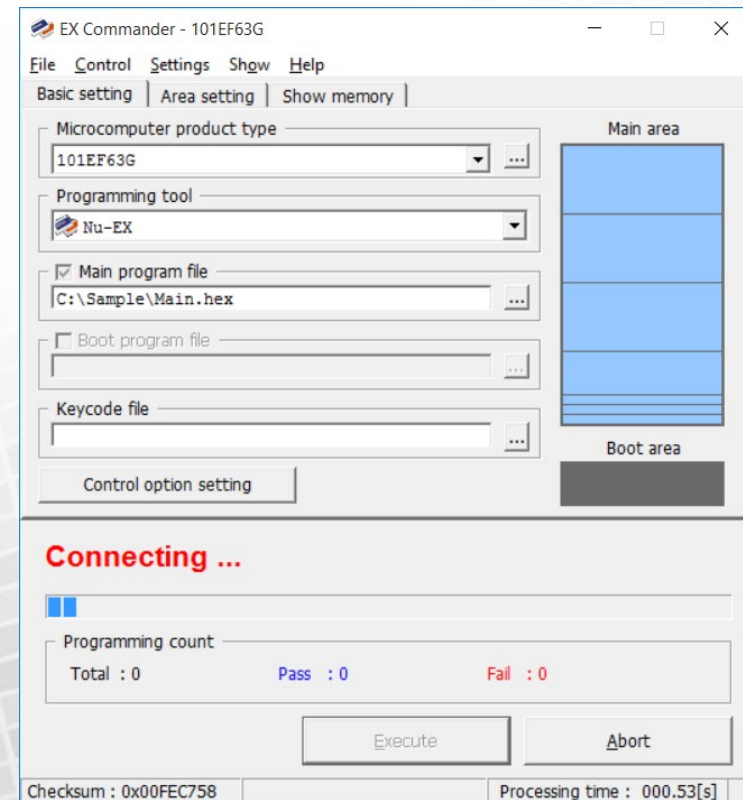 EX Commander - 101EF63G
File Control Settings Show Help
Basic setting Area setting Show memory
Microcomputer product type
101EF63G
...
Main area
Programming tool
Nu-EX
Main program file
C:\Sample\Main.hex
...
Boot program file
...
Keycode file
...
Boot area
Control option setting
Connecting ...
Programming count
Total : 0 Pass : 0 Fail : 0
Execute Abort
Checksum : 0x00FEC758 Processing time : 000.53[s]